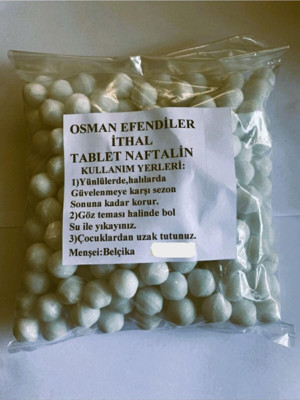 OSMAN EFENDİLER
İTHAL
TABLET NAFTALİN
KULLANIM YERLERİ:
1)Yünlülerde,halılarda
Güvelenmeye karşı sezon
Sonuna kadar korur.
2)Göz teması halinde bol
Su ile yıkayınız.
3)Çocuklardan uzak tutunuz.
Menşei:Belçika